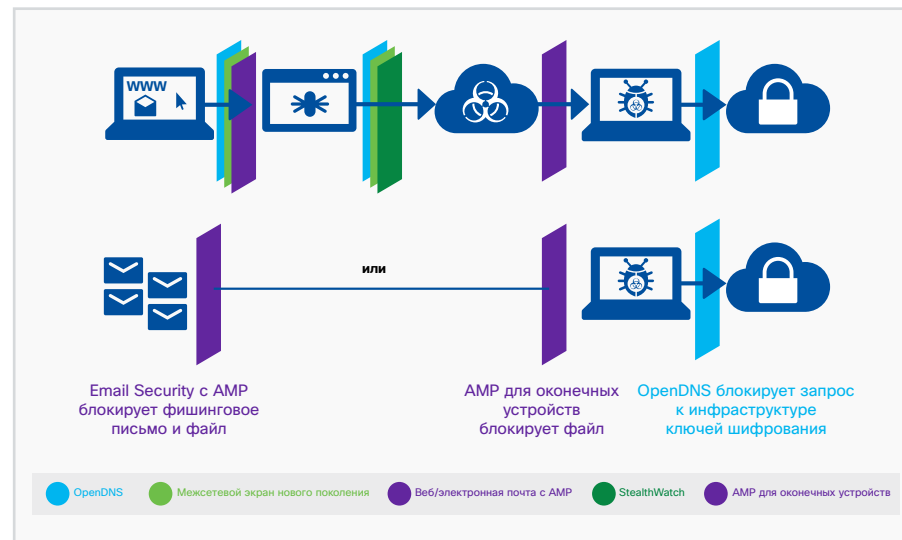 www
или
Email Security с AMP
блокирует фишинговое
письмо и файл
AMP для оконечных
устройств
блокирует файл
OpenDNS блокирует запрос
к инфраструктуре
ключей шифрования
OpenDNS
Межсетевой экран нового поколения
Веб/электронная почта с AMP
StealthWatch
AMP для оконечных устройств